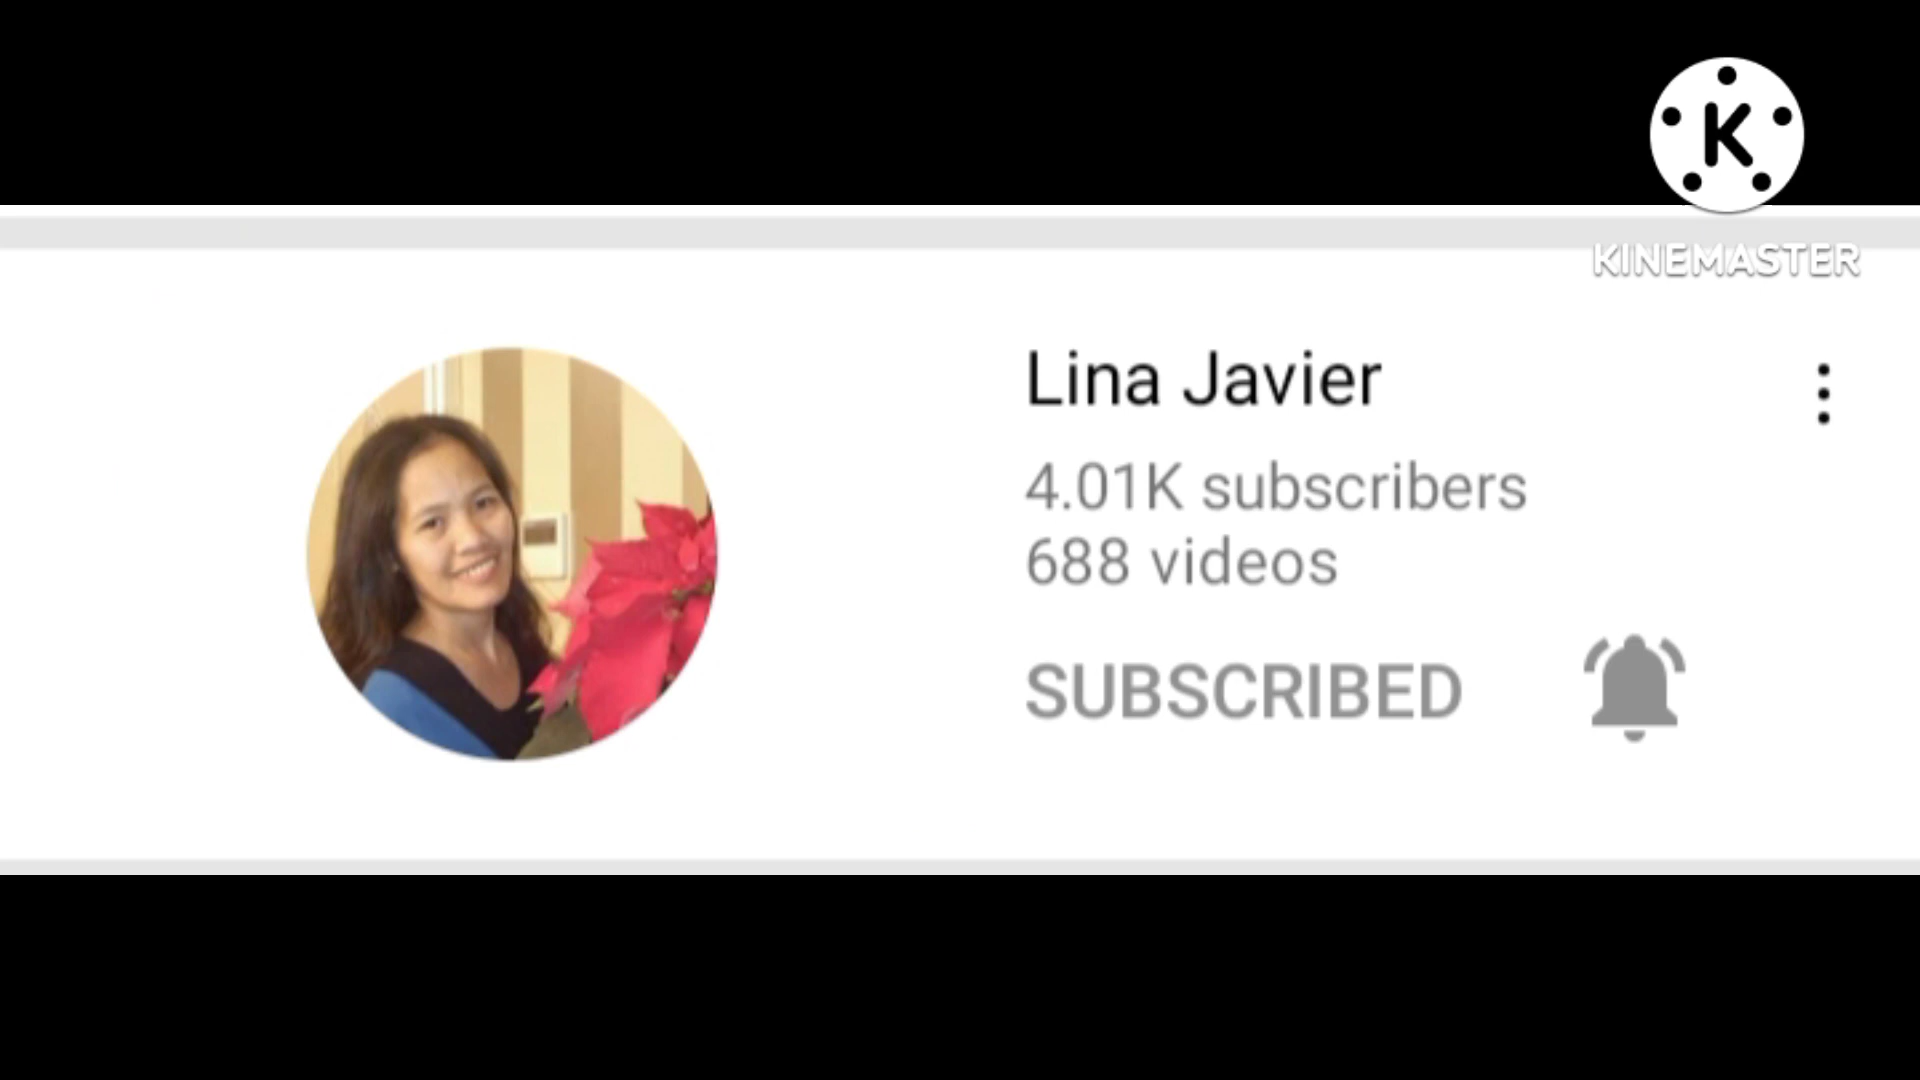 K
KINEMASTER
Lina Javier
4.01K subscribers
688 videos
SUBSCRIBED